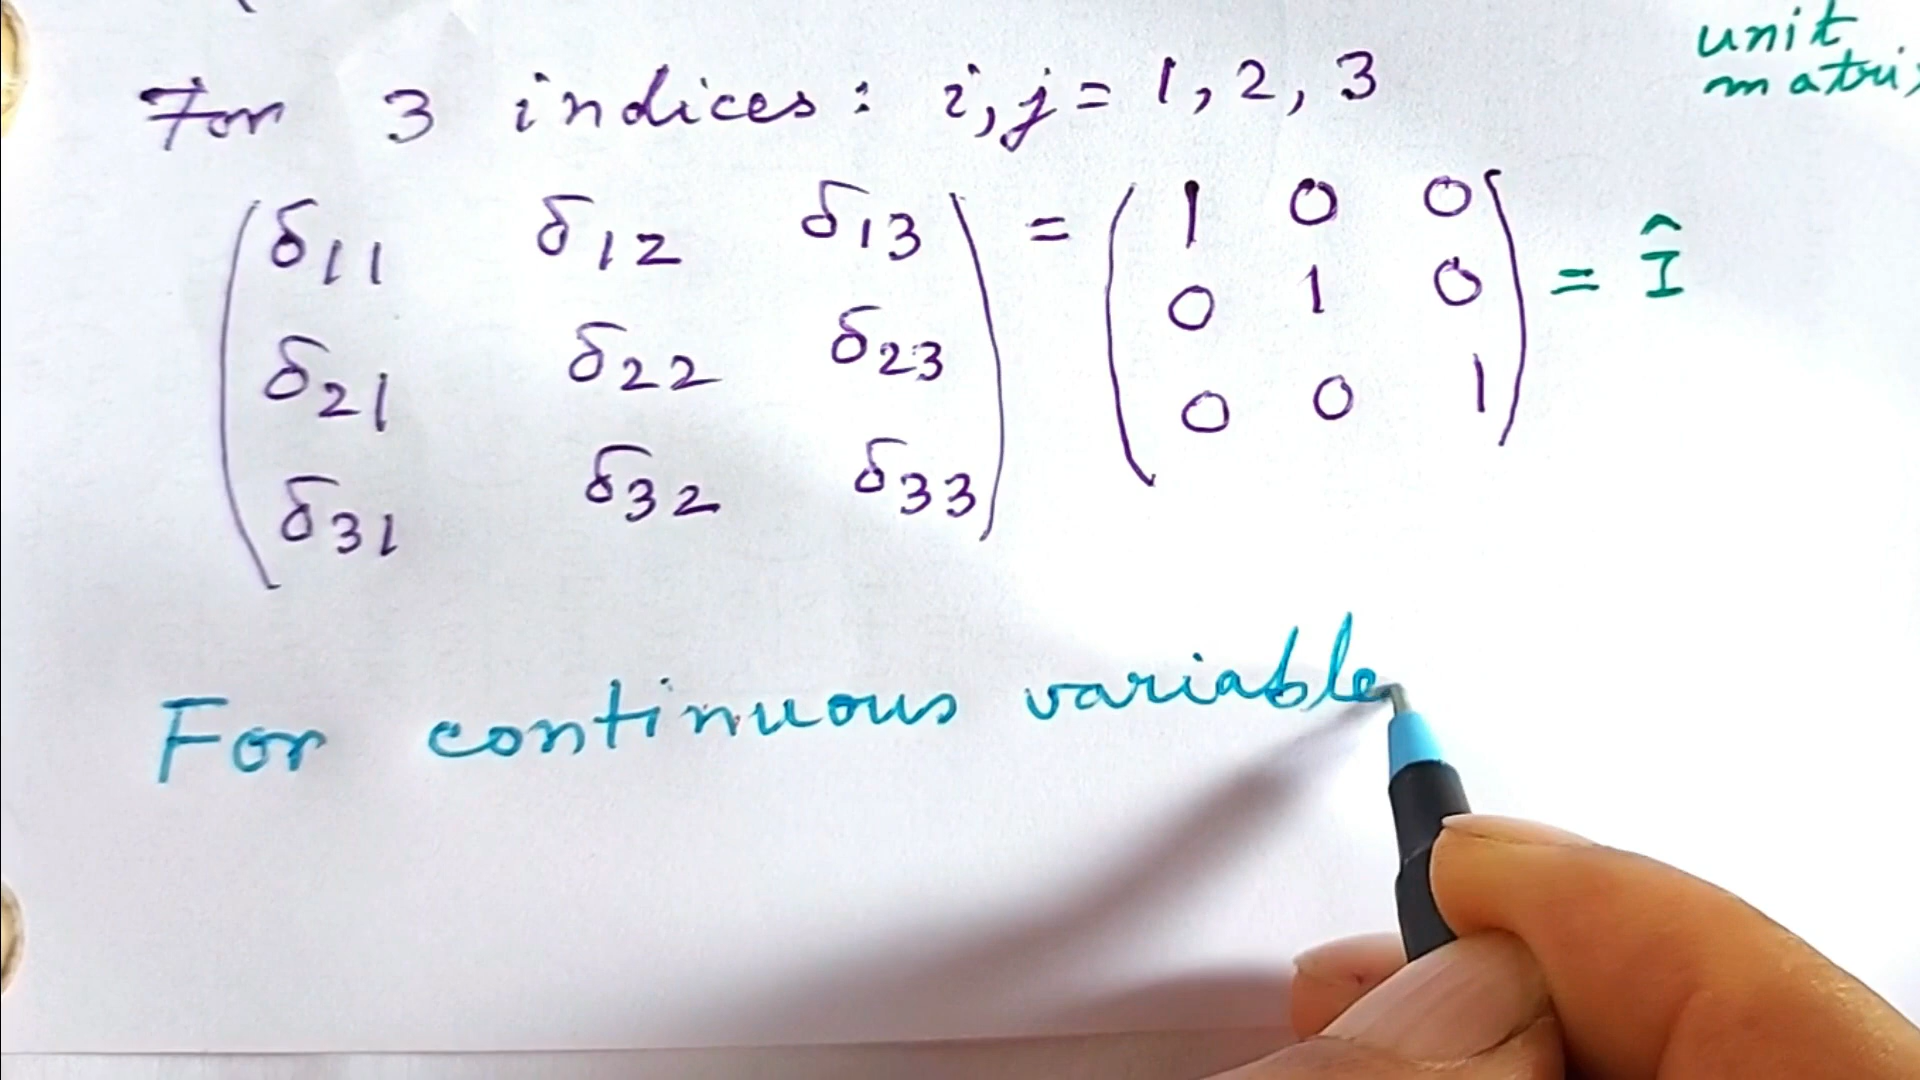 unit
matri
For 3 indices: i, j = 1, 2, 3
( δ11 δ12 δ13 ) = ( 1 0 0 ) = Î
δ21 δ22 δ23 0 1 0
δ31 δ32 δ33 0 0 1
For continuous variable